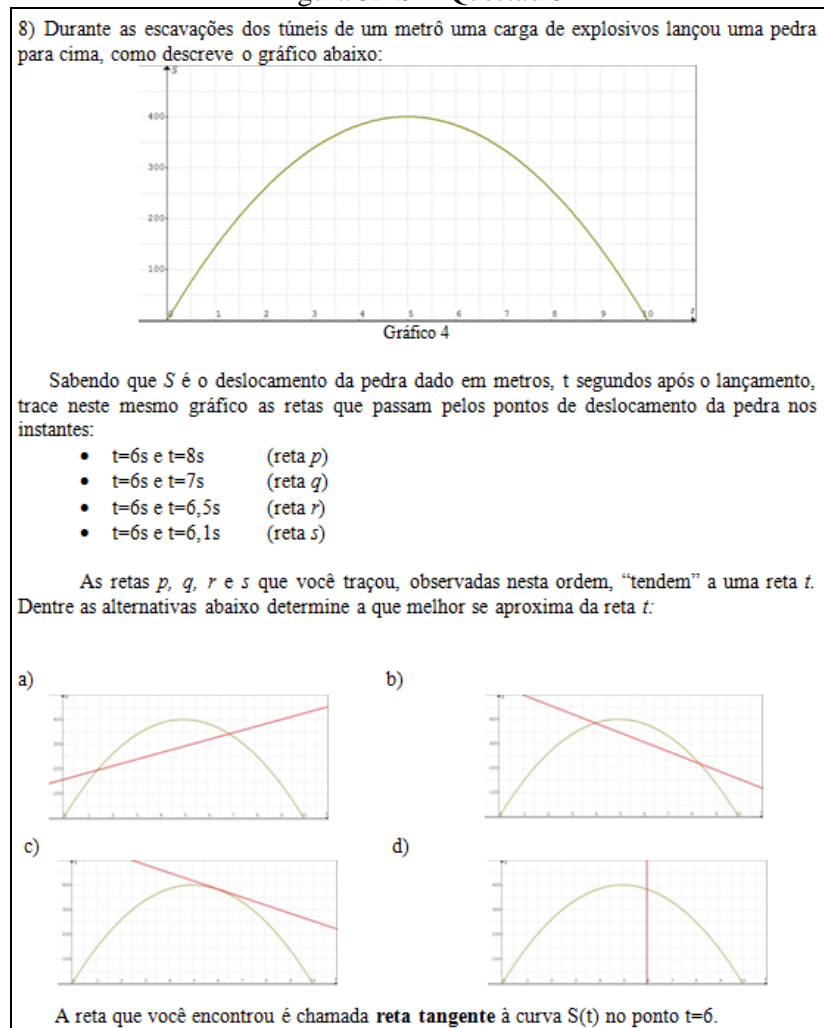 8) Durante as escavações dos túneis de um metrô uma carga de explosivos lançou uma pedra
para cima, como descreve o gráfico abaixo:
S
400
300
200
100
0 1 2 3 4 5 6 7 8 9 10 t
Gráfico 4
Sabendo que S é o deslocamento da pedra dado em metros, t segundos após o lançamento,
trace neste mesmo gráfico as retas que passam pelos pontos de deslocamento da pedra nos
instantes:
• t=6s e t=8s (reta p)
• t=6s e t=7s (reta q)
• t=6s e t=6,5s (reta r)
• t=6s e t=6,1s (reta s)
As retas p, q, r e s que você traçou, observadas nesta ordem, “tendem” a uma reta t.
Dentre as alternativas abaixo determine a que melhor se aproxima da reta t:
a) b)
c) d)
A reta que você encontrou é chamada reta tangente à curva S(t) no ponto t=6.